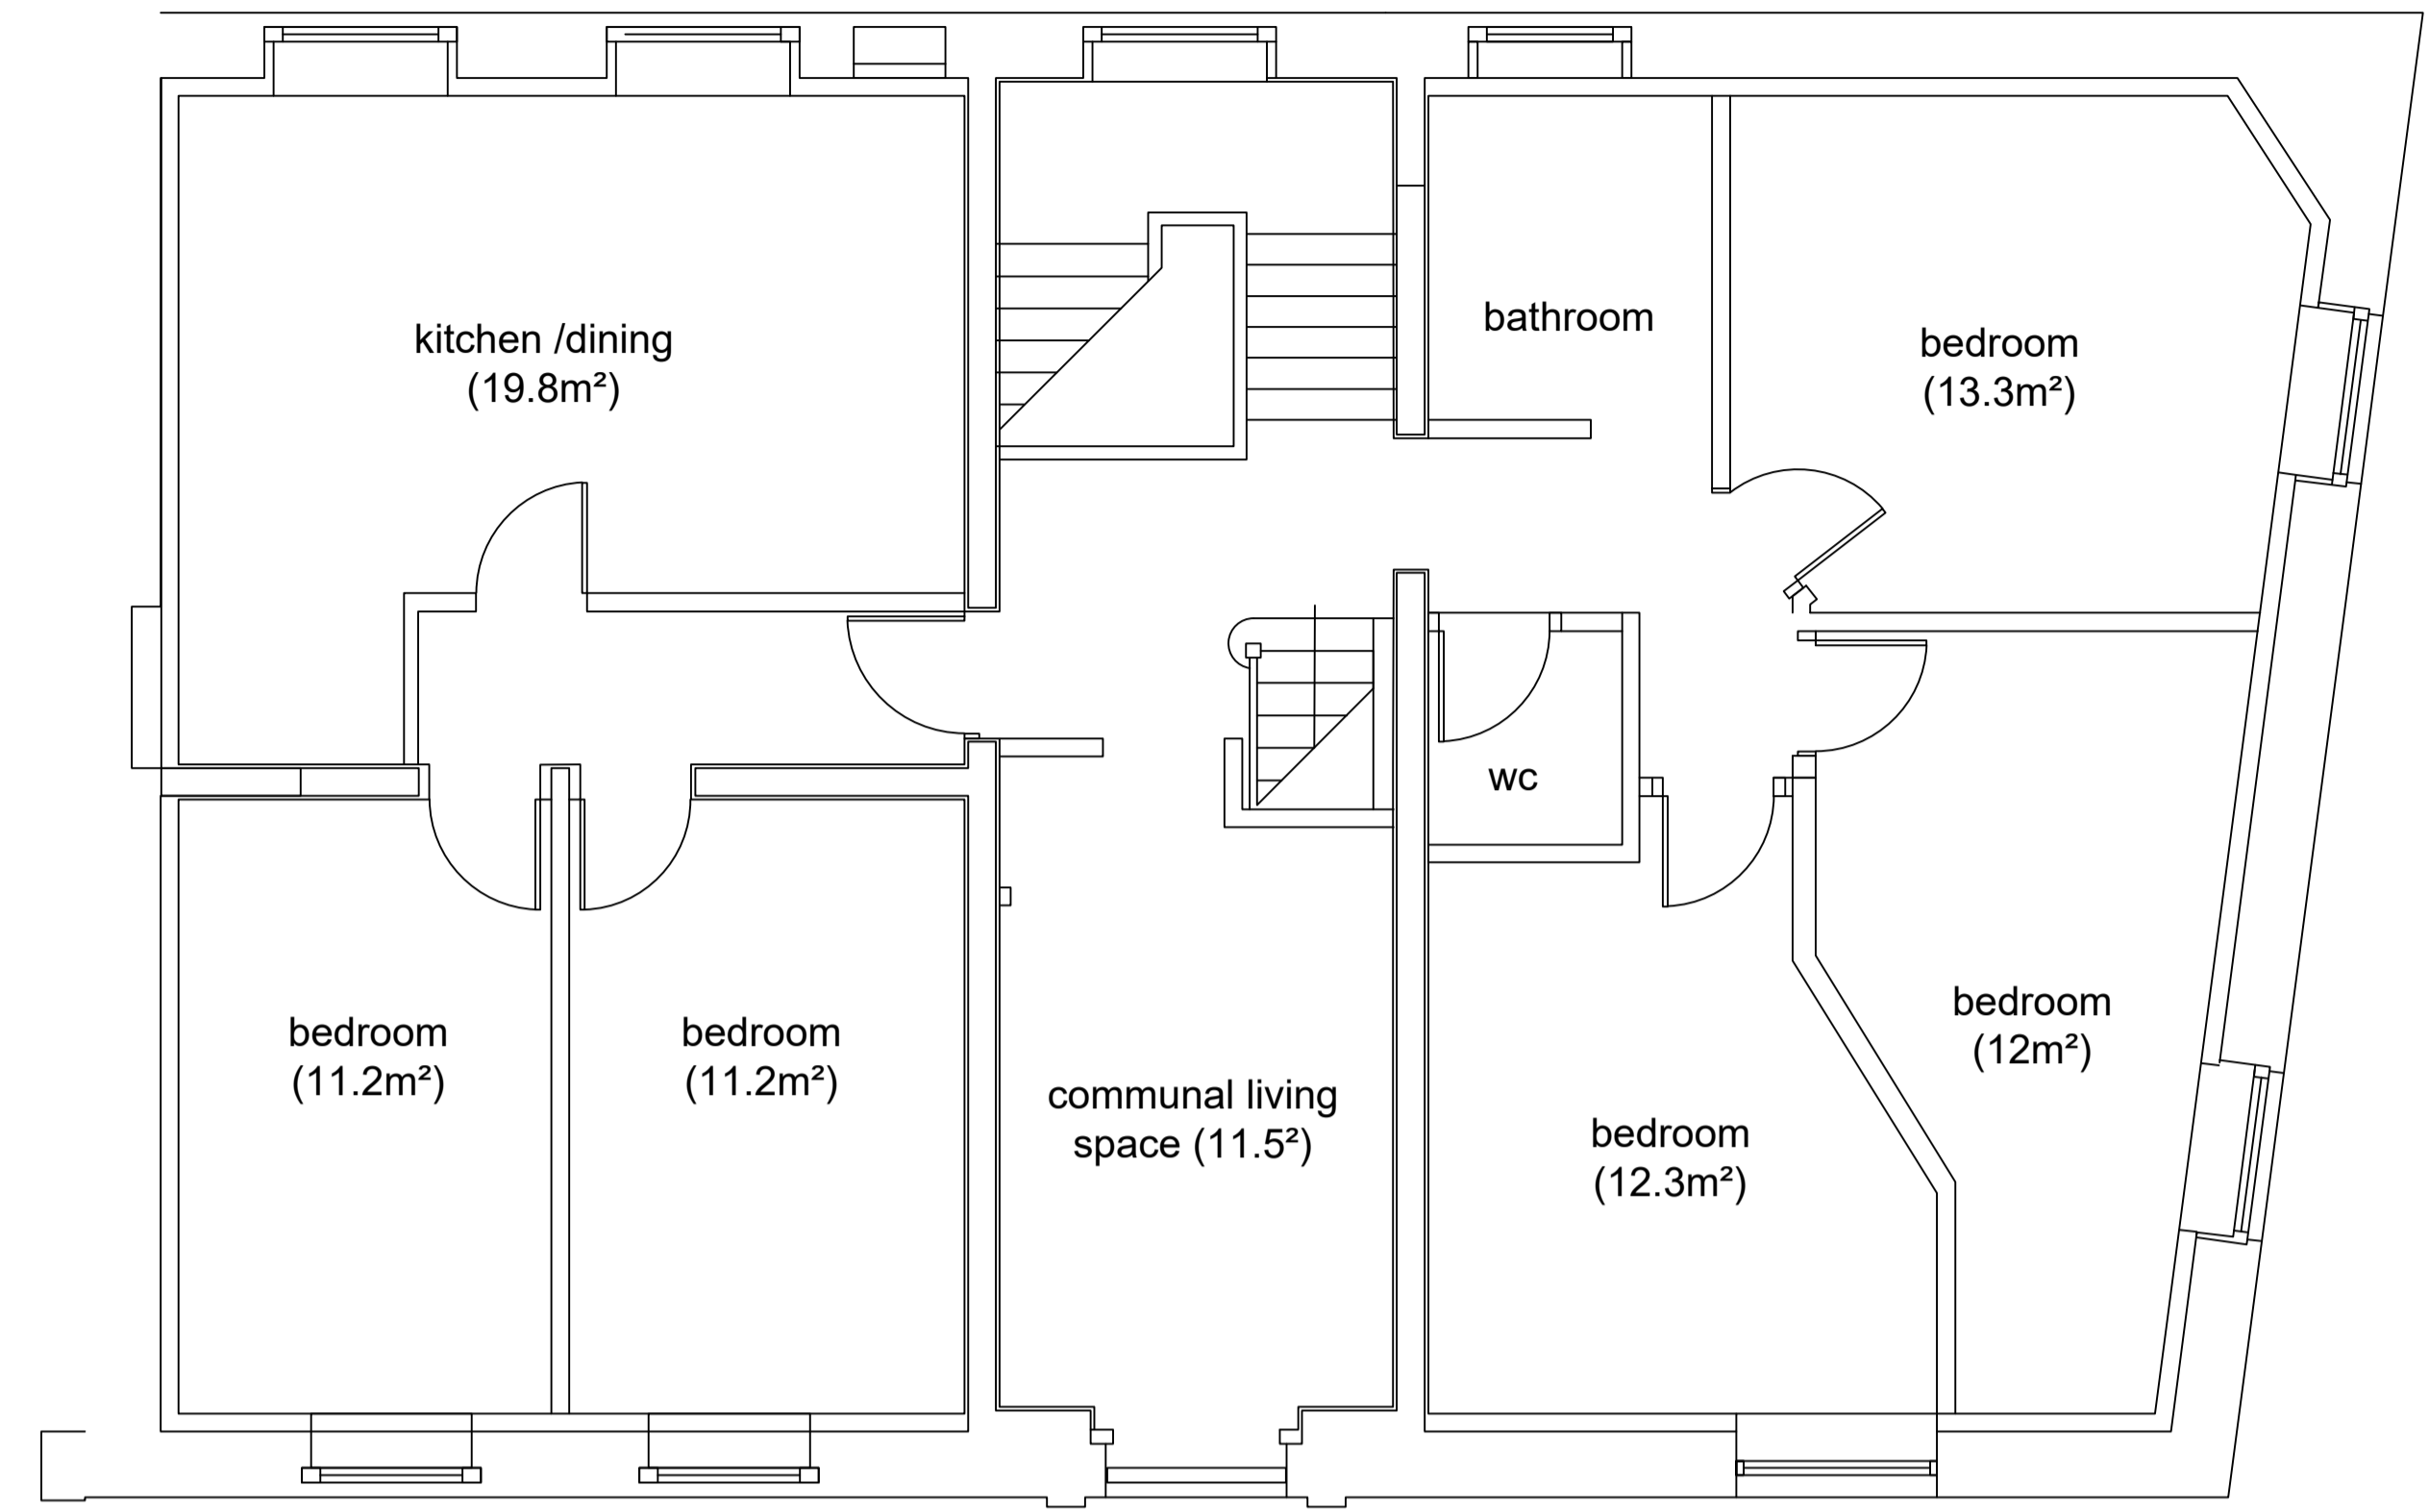 kitchen /dining
(19.8m²)
bathroom
bedroom
(13.3m²)
wc
bedroom
(11.2m²)
bedroom
(11.2m²)
communal living
space (11.5²)
bedroom
(12.3m²)
bedroom
(12m²)